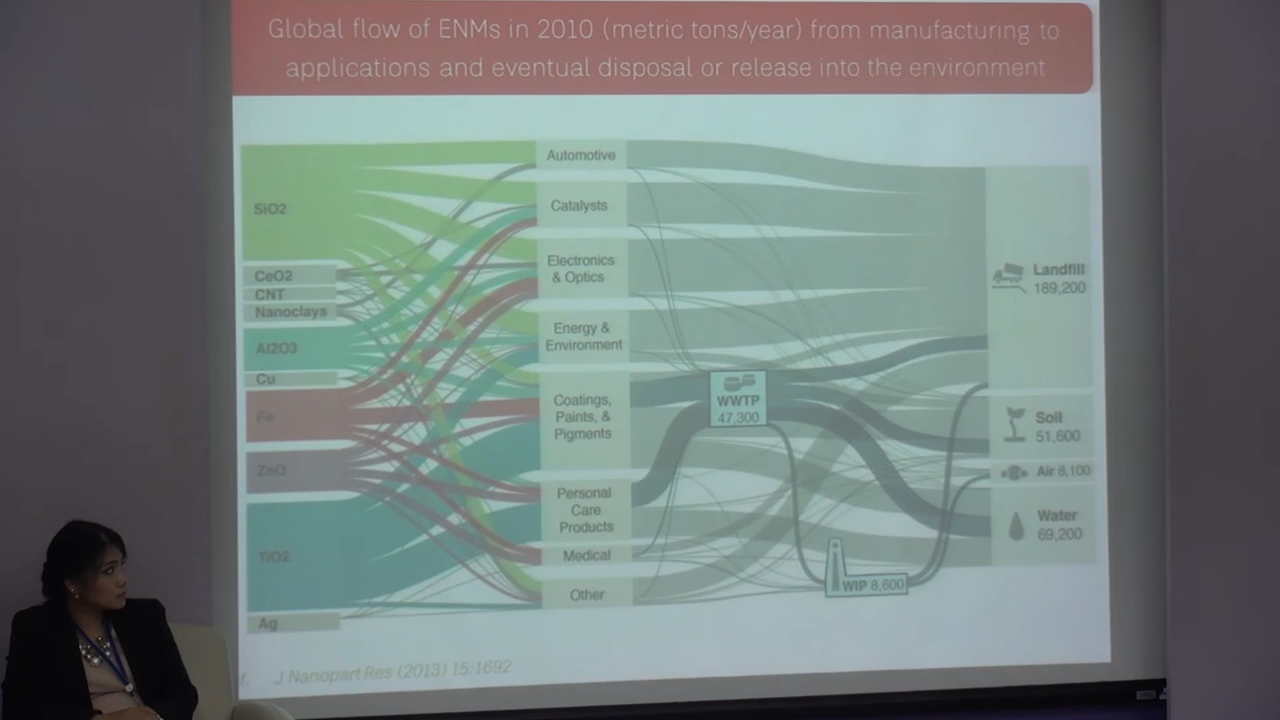 Global flow of ENMs in 2010 (metric tons/year) from manufacturing to
applications and eventual disposal or release into the environment
SiO2
CeO2
CNT
Nanoclays
Al2O3
Cu
Fe
ZnO
TiO2
Ag
Automotive
Catalysts
Electronics
& Optics
Energy &
Environment
Coatings,
Paints, &
Pigments
Personal
Care
Products
Medical
Other
WWTP
47,300
WIP 8,600
Landfill
189,200
Soil
51,600
Air 8,100
Water
69,200
f. J Nanopart Res (2013) 15:1692